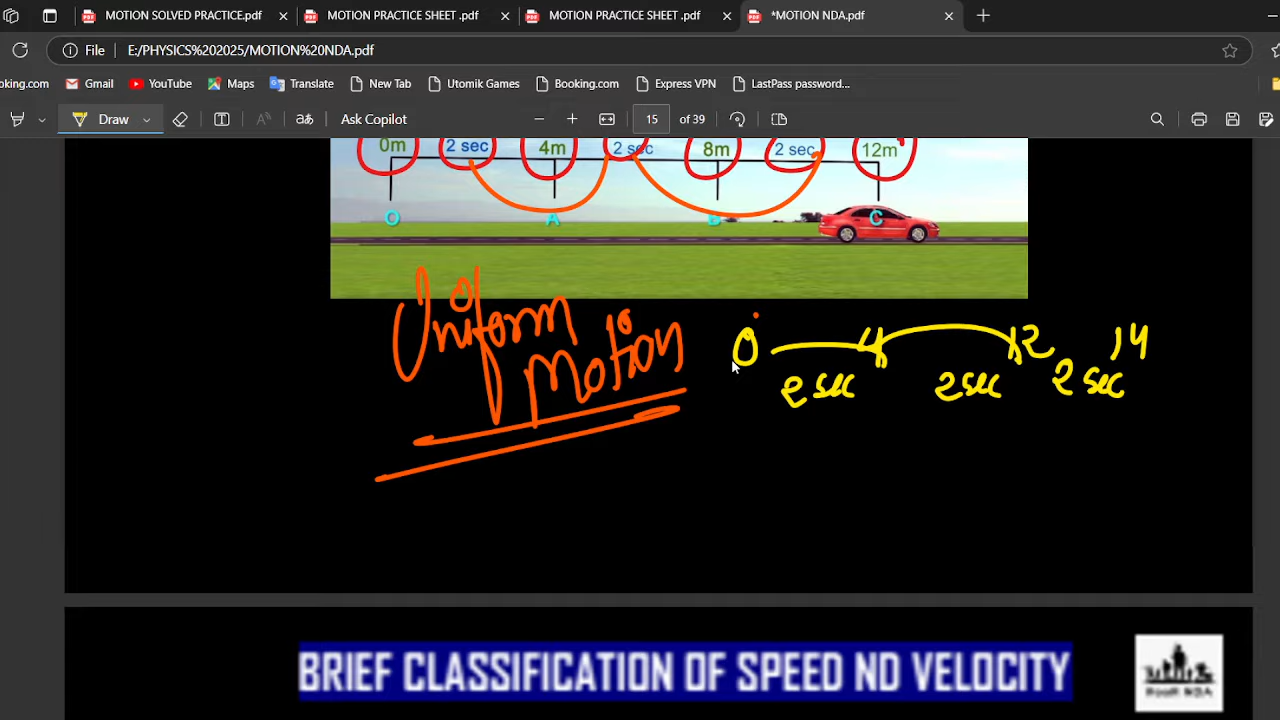 MOTION SOLVED PRACTICE.pdf MOTION PRACTICE SHEET .pdf MOTION PRACTICE SHEET .pdf *MOTION NDA.pdf
File E:/PHYSICS%202025/MOTION%20NDA.pdf
oking.com Gmail YouTube Maps Translate New Tab Utomik Games Booking.com Express VPN LastPass password...
Draw Ask Copilot 15 of 39
0m 2 sec 4m 2 sec 8m 2 sec 12m
O A B C
Uniform
Motion
0 4 12 14
2 sec 2 sec 2 sec
BRIEF CLASSIFICATION OF SPEED ND VELOCITY